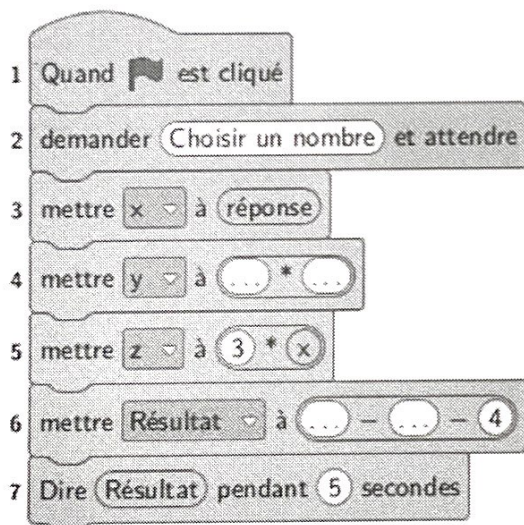 1 Quand est cliqué
2 demander Choisir un nombre et attendre
3 mettre x à réponse
4 mettre y à ... * ...
5 mettre z à 3 * x
6 mettre Résultat à ... - ... - 4
7 Dire Résultat pendant 5 secondes